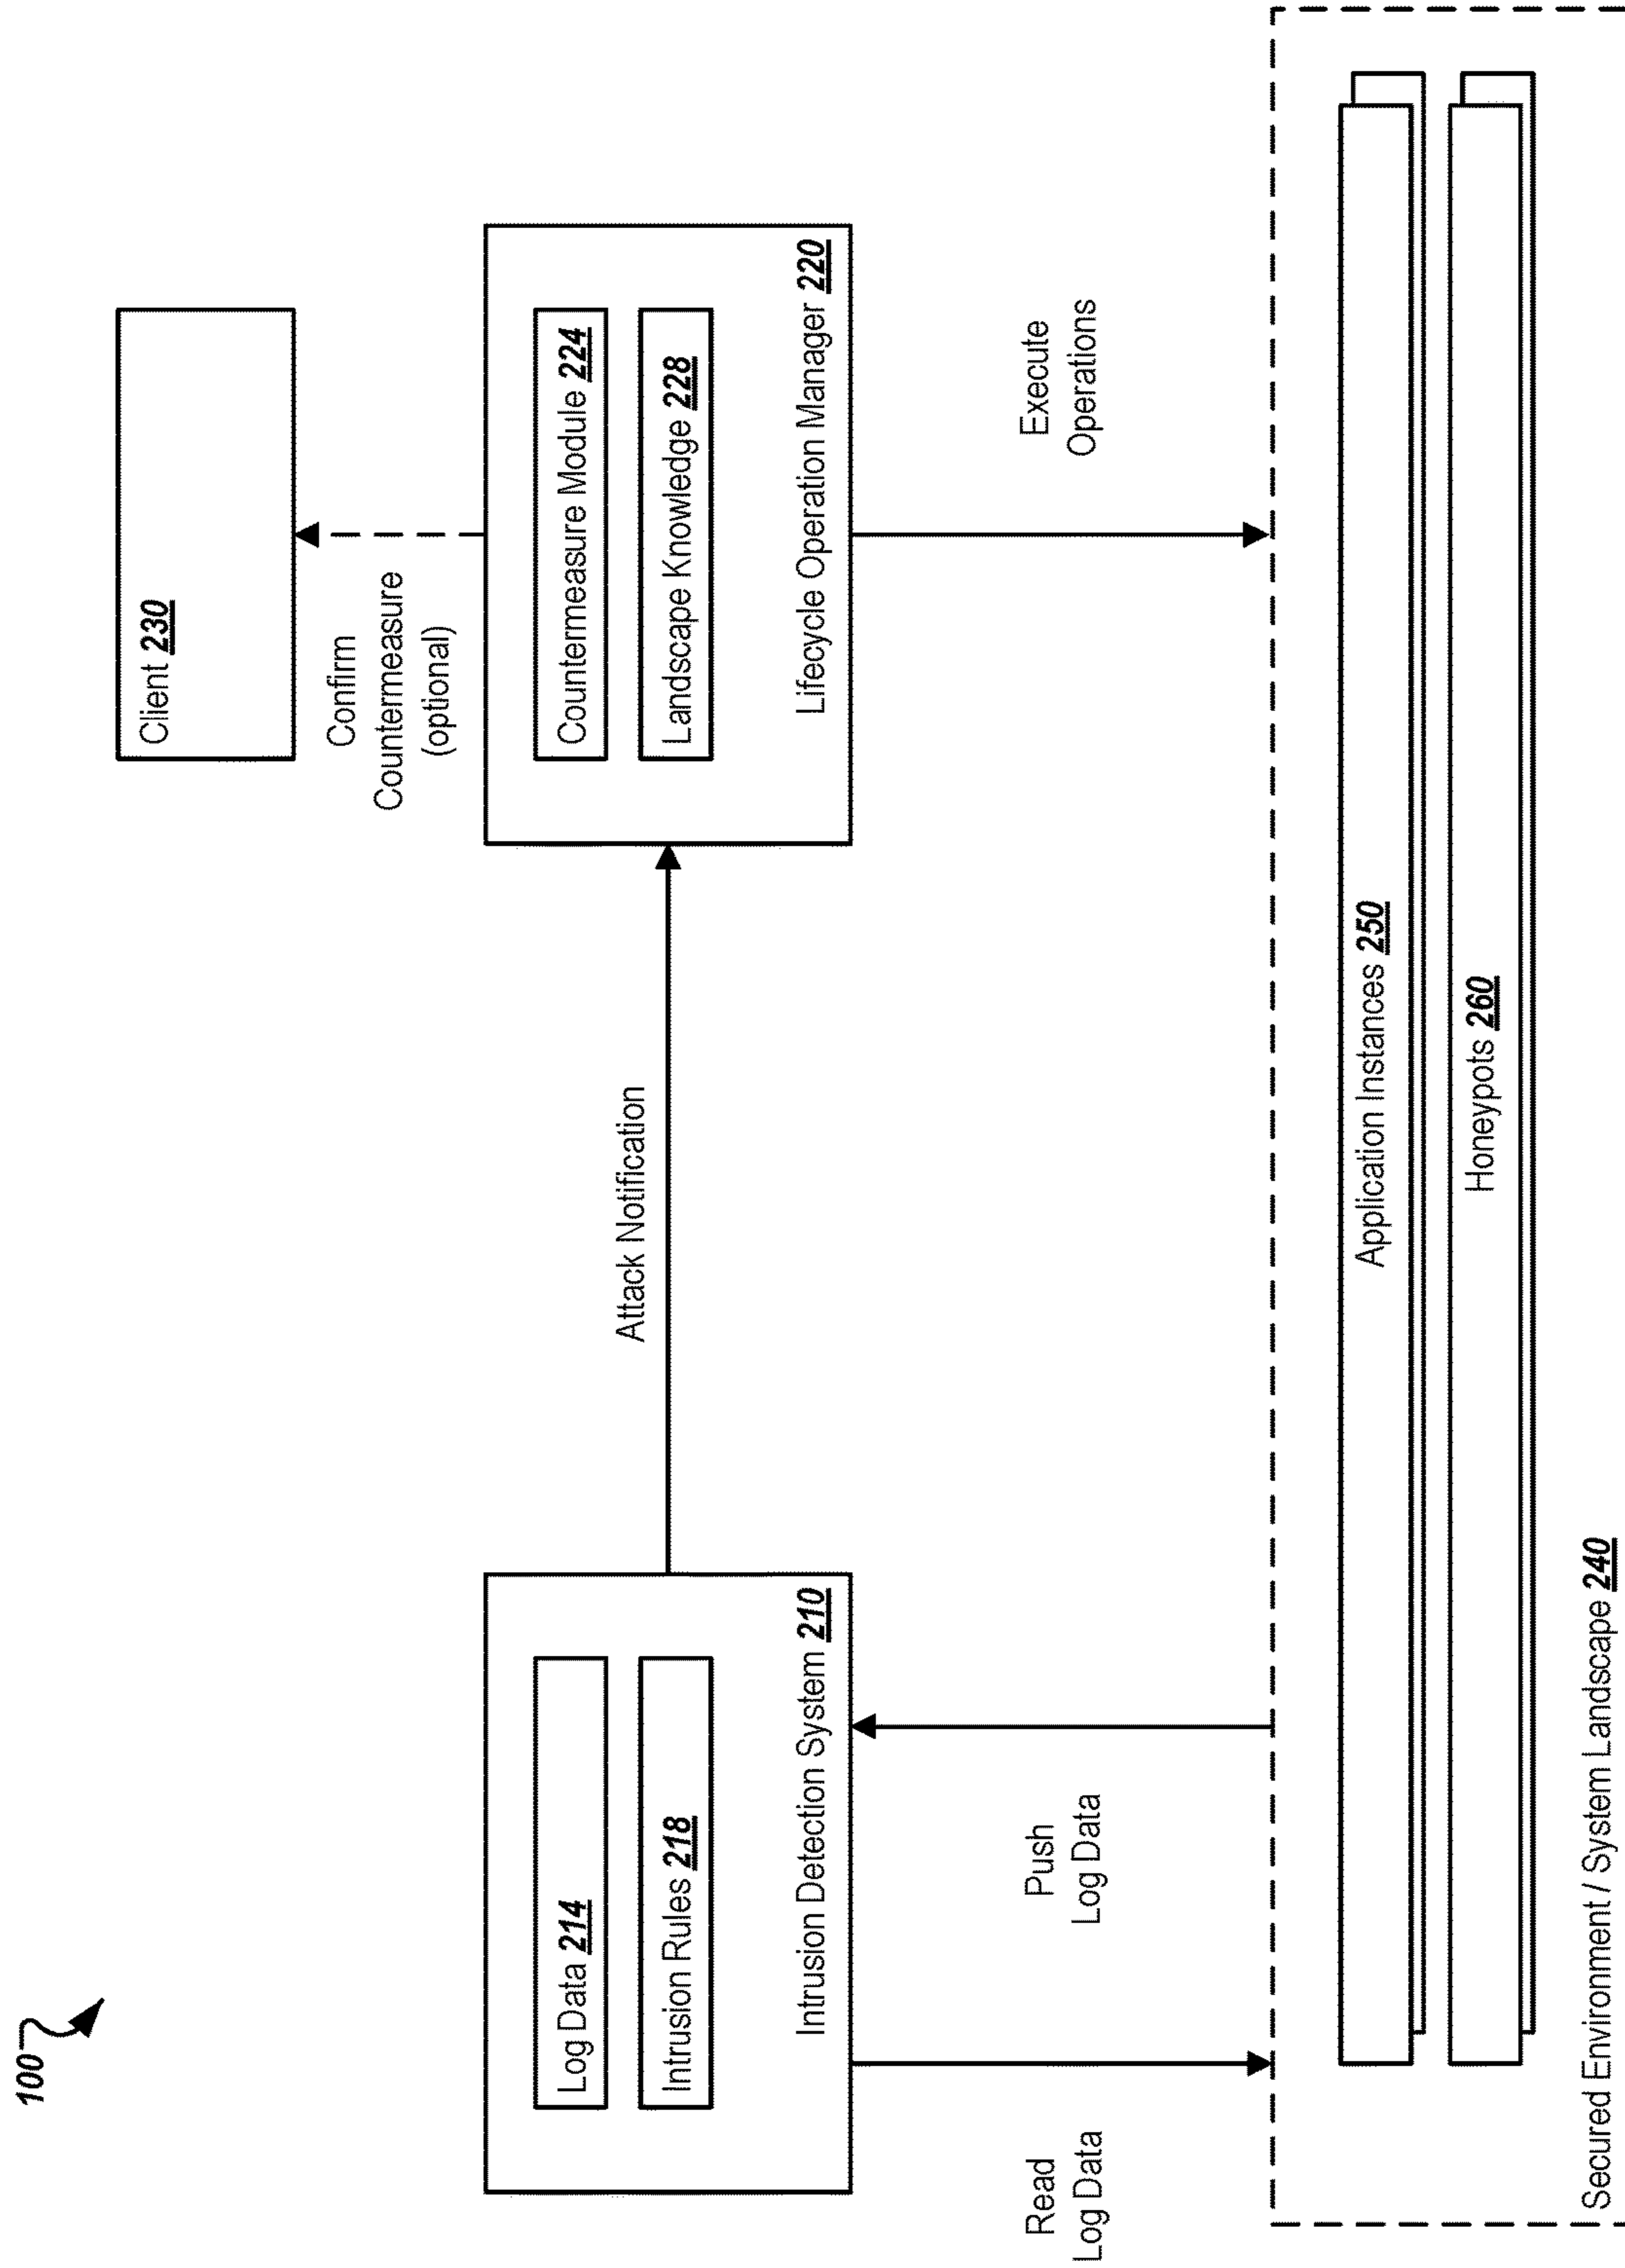 100
Client 230
Confirm
Countermeasure
(optional)
Log Data 214
Intrusion Rules 218
Intrusion Detection System 210
Attack Notification
Countermeasure Module 224
Landscape Knowledge 228
Lifecycle Operation Manager 220
Read
Log Data
Push
Log Data
Execute
Operations
Application Instances 250
Honeypots 260
Secured Environment / System Landscape 240